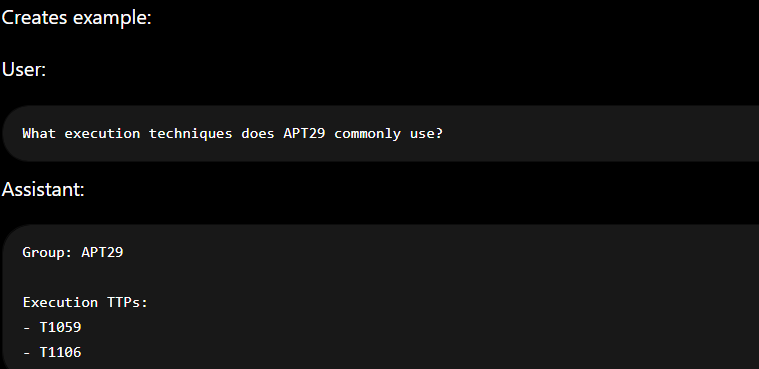 Creates example:
User:
What execution techniques does APT29 commonly use?
Assistant:
Group: APT29
Execution TTPs:
- T1059
- T1106